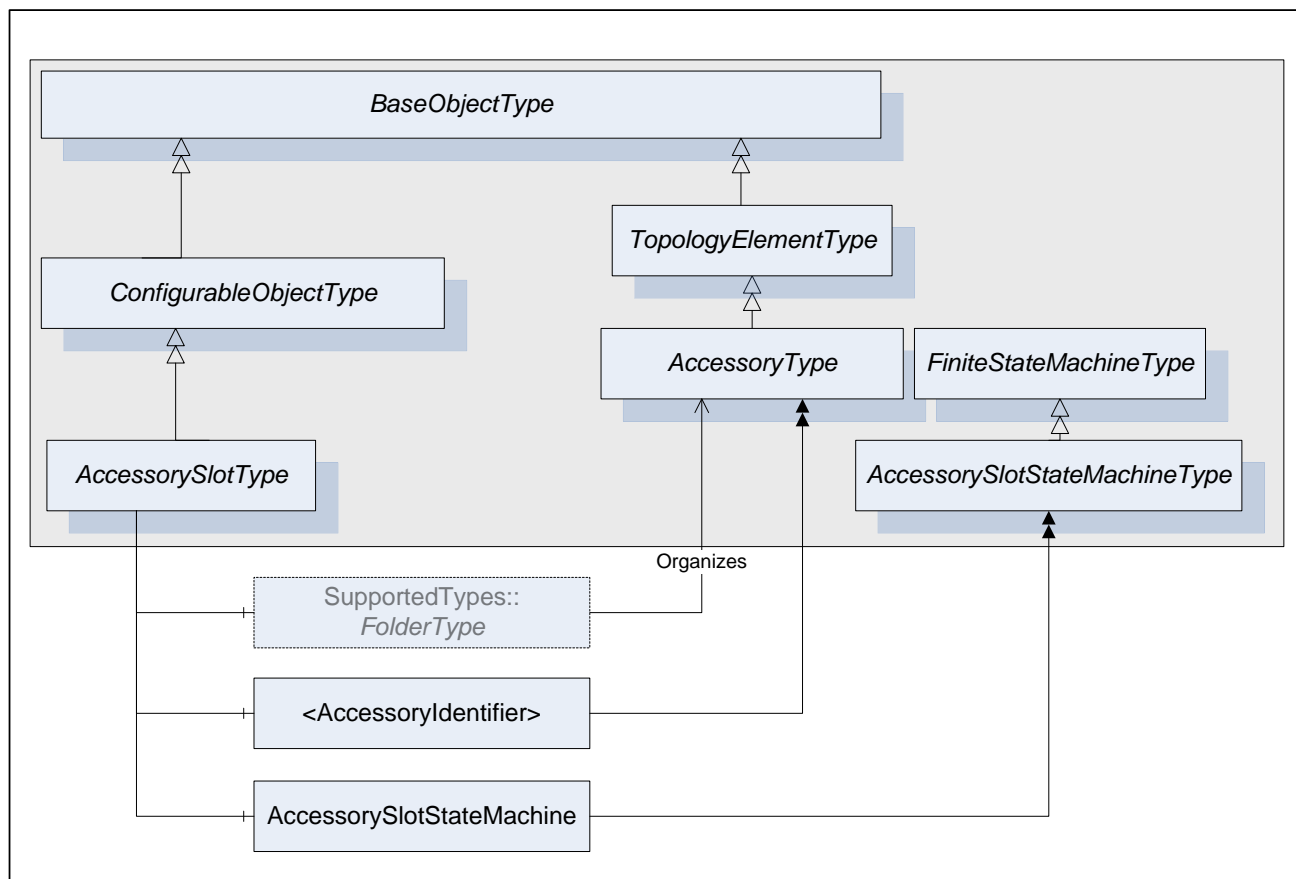 BaseObjectType
TopologyElementType
ConfigurableObjectType
AccessoryType
FiniteStateMachineType
AccessorySlotType
AccessorySlotStateMachineType
Organizes
SupportedTypes::
FolderType
<AccessoryIdentifier>
AccessorySlotStateMachine